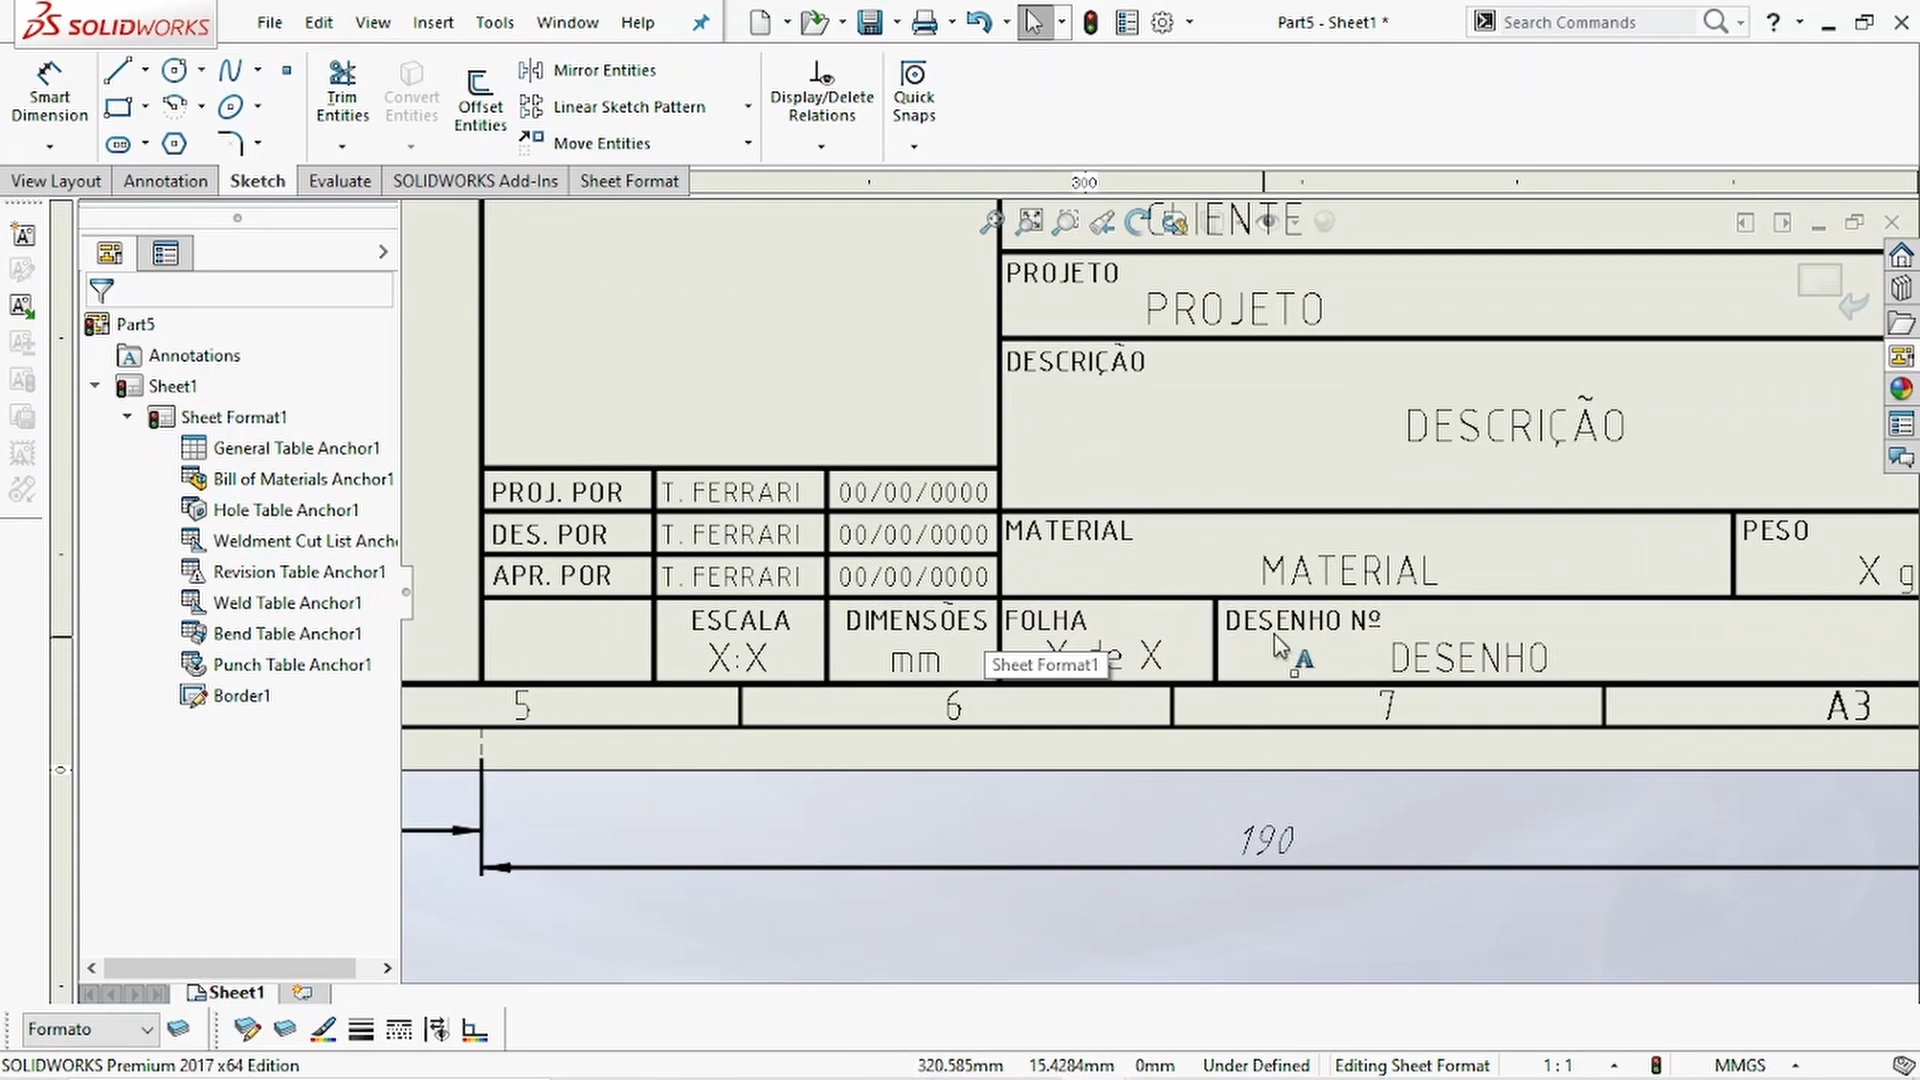 SOLIDWORKS
File Edit View Insert Tools Window Help
Part5 - Sheet1 *
Search Commands
?
Smart Dimension
Trim Entities
Convert Entities
Offset Entities
Mirror Entities
Linear Sketch Pattern
Move Entities
Display/Delete Relations
Quick Snaps
View Layout Annotation Sketch Evaluate SOLIDWORKS Add-Ins Sheet Format
300
Part5
Annotations
Sheet1
Sheet Format1
General Table Anchor1
Bill of Materials Anchor1
Hole Table Anchor1
Weldment Cut List Anch
Revision Table Anchor1
Weld Table Anchor1
Bend Table Anchor1
Punch Table Anchor1
Border1
CLIENTE
PROJETO
PROJETO
DESCRIÇÃO
DESCRIÇÃO
PROJ. POR T. FERRARI 00/00/0000
DES. POR T. FERRARI 00/00/0000
APR. POR T. FERRARI 00/00/0000
MATERIAL
MATERIAL
PESO
X g
ESCALA
X:X
DIMENSÕES
mm
FOLHA
X de X
Sheet Format1
DESENHO Nº
DESENHO
5 6 7 A3
190
0
Sheet1
Formato
SOLIDWORKS Premium 2017 x64 Edition
320.585mm 15.4284mm 0mm Under Defined Editing Sheet Format 1 : 1 MMGS